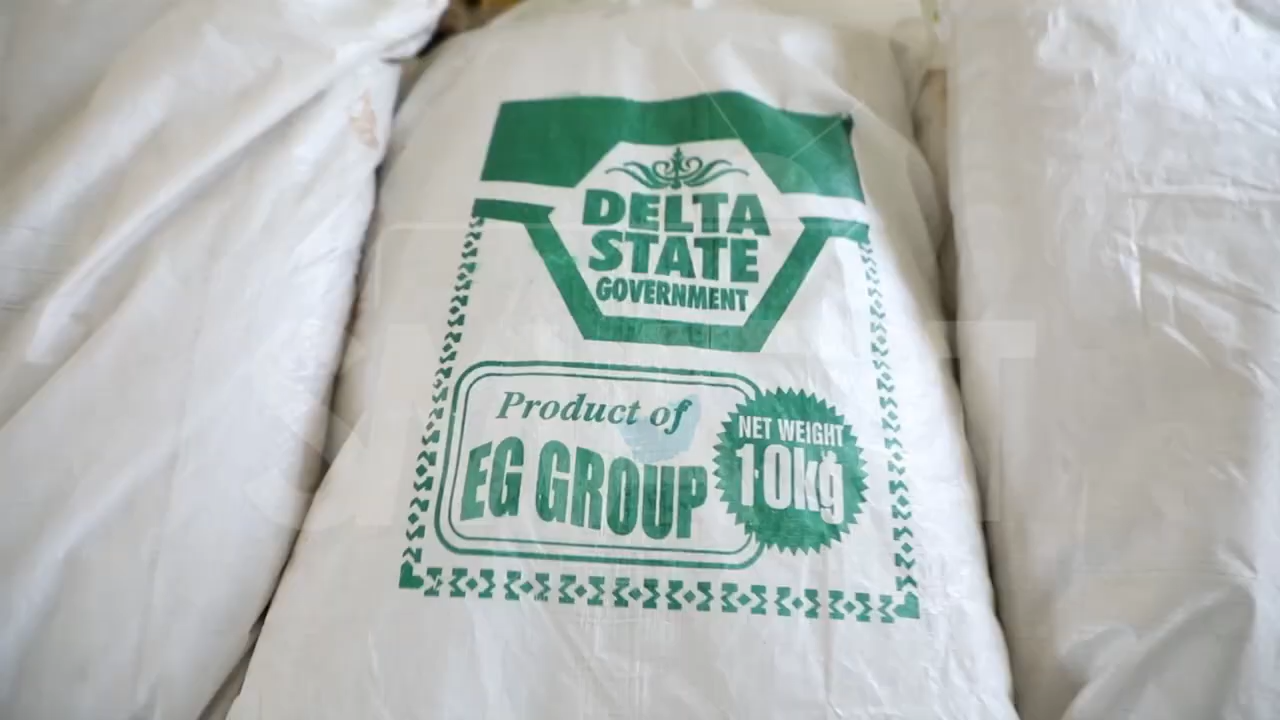 DELTA
STATE
GOVERNMENT
Product of
EG GROUP
NET WEIGHT
10kg